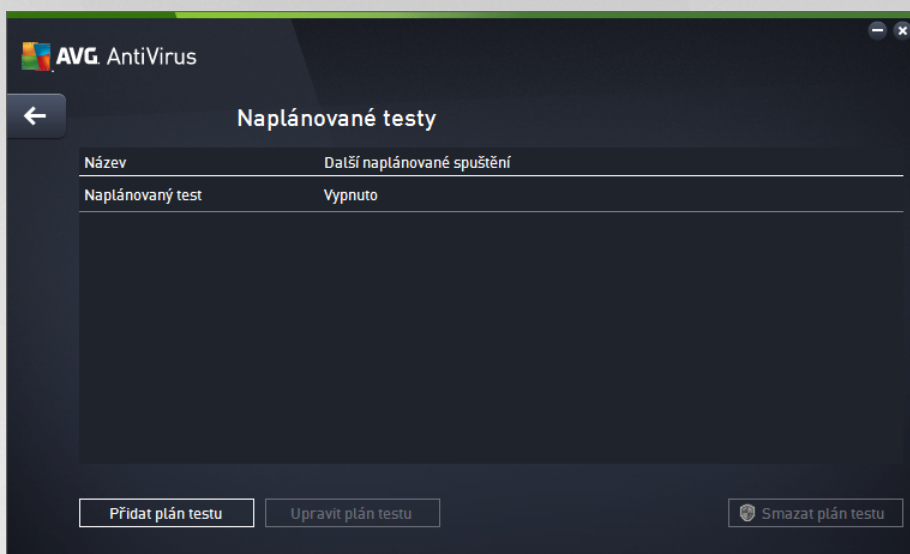 AVG. AntiVirus
Naplánované testy
Název Další naplánované spuštění
Naplánovaný test Vypnuto
Přidat plán testu Upravit plán testu Smazat plán testu